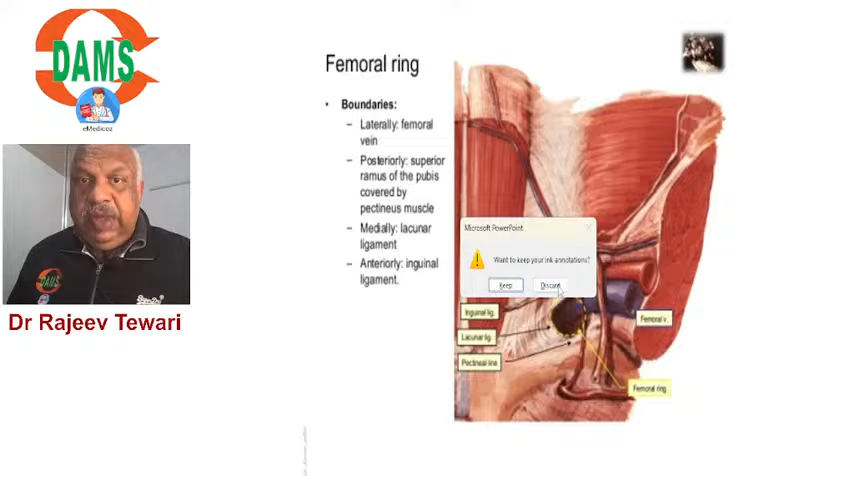 DAMS
eMedicoz
DAMS
Dr Rajeev Tewari
Femoral ring
• Boundaries:
– Laterally: femoral
vein
– Posteriorly: superior
ramus of the pubis
covered by
pectineus muscle
– Medially: lacunar
ligament
– Anteriorly: inguinal
ligament.
Microsoft PowerPoint
Want to keep your ink annotations?
Keep
Discard
Inguinal lig.
Lacunar lig.
Pectineal line
Femoral v.
Femoral ring